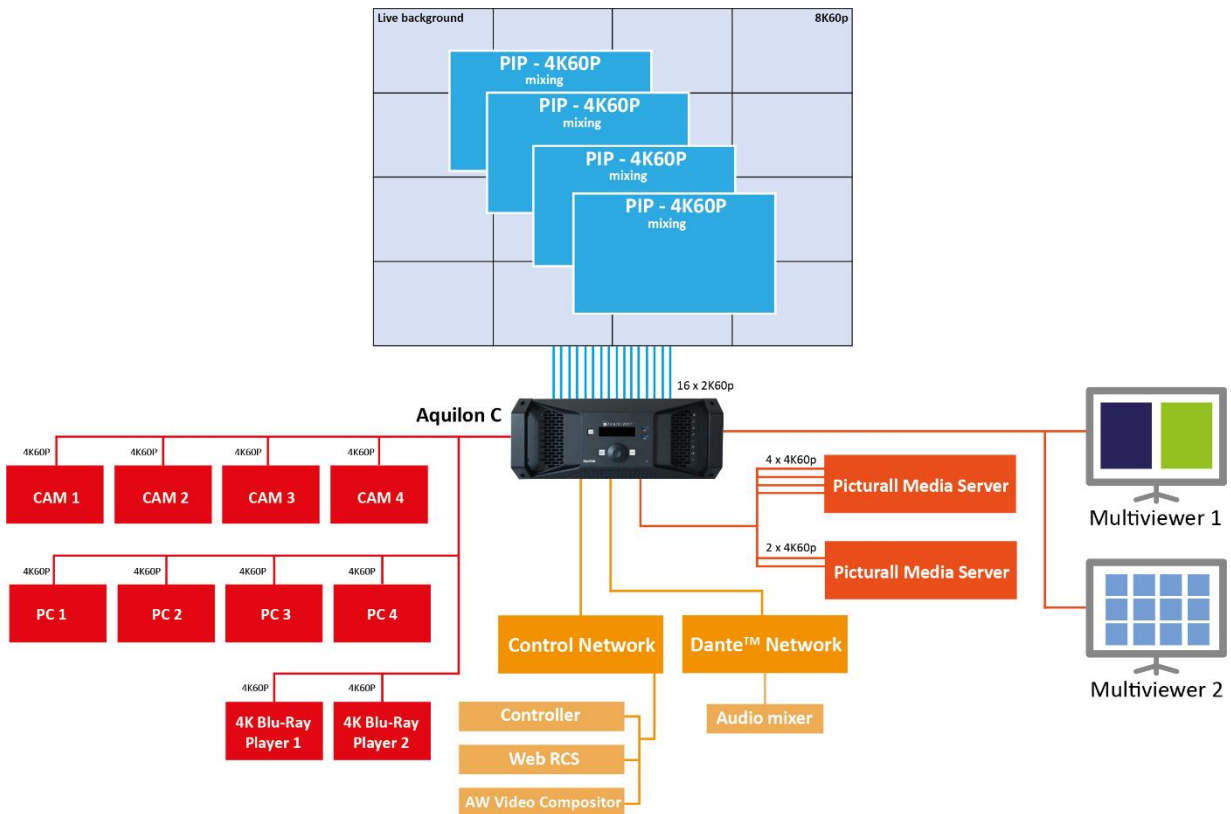 Live background
8K60p
PIP - 4K60P
mixing
PIP - 4K60P
mixing
PIP - 4K60P
mixing
PIP - 4K60P
mixing
16 x 2K60p
Aquilon C
4K60P
4K60P
4K60P
4K60P
CAM 1
CAM 2
CAM 3
CAM 4
4K60P
4K60P
4K60P
4K60P
PC 1
PC 2
PC 3
PC 4
4K60P
4K60P
4K Blu-Ray
Player 1
4K Blu-Ray
Player 2
4 x 4K60p
Picturall Media Server
2 x 4K60p
Picturall Media Server
Multiviewer 1
Multiviewer 2
Control Network
Dante™ Network
Controller
Web RCS
AW Video Compositor
Audio mixer